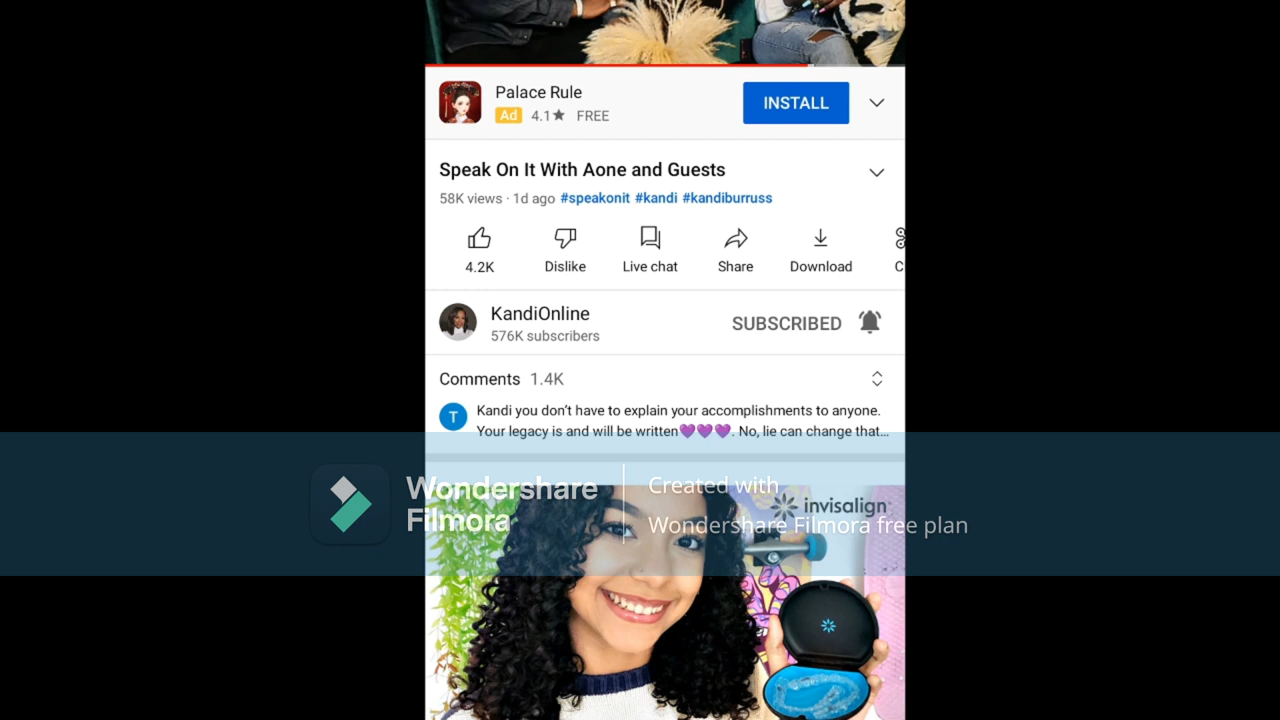 Palace Rule
INSTALL
Ad 4.1★ FREE
Speak On It With Aone and Guests
58K views · 1d ago #speakonit #kandi #kandiburruss
4.2K Dislike Live chat Share Download C
KandiOnline
576K subscribers
SUBSCRIBED
Comments 1.4K
T
Kandi you don't have to explain your accomplishments to anyone.
Your legacy is and will be written💜💜💜. No, lie can change that...
Wondershare
Filmora
Created with
Wondershare Filmora free plan
invisalign